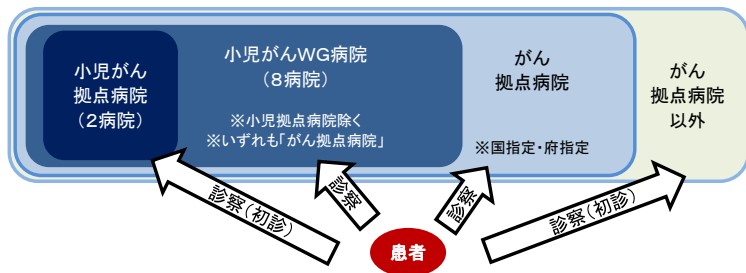 小児がん
拠点病院
（２病院）
小児がんWG病院
（８病院）
※小児拠点病院除く
※いずれも「がん拠点病院」
がん
拠点病院
※国指定・府指定
がん
拠点病院
以外
診察（初診）
診察
診察
診察（初診）
患者